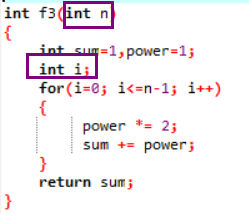 int f3(int n)
{
    int sum=1,power=1;
    int i;
    for(i=0; i<=n-1; i++)
    {
        power *= 2;
        sum += power;
    }
    return sum;
}